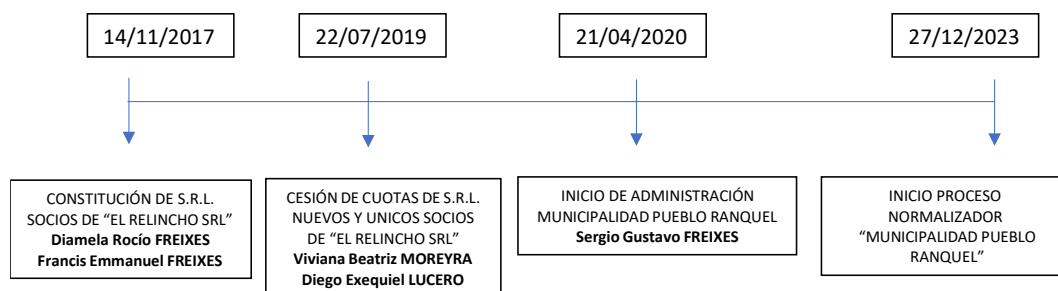 14/11/2017
22/07/2019
21/04/2020
27/12/2023
CONSTITUCIÓN DE S.R.L.
SOCIOS DE “EL RELINCHO SRL”
Diamela Rocío FREIXES
Francis Emmanuel FREIXES
CESIÓN DE CUOTAS DE S.R.L.
NUEVOS Y UNICOS SOCIOS
DE “EL RELINCHO SRL”
Viviana Beatriz MOREYRA
Diego Exequiel LUCERO
INICIO DE ADMINISTRACIÓN
MUNICIPALIDAD PUEBLO RANQUEL
Sergio Gustavo FREIXES
INICIO PROCESO
NORMALIZADOR
“MUNICIPALIDAD PUEBLO
RANQUEL”